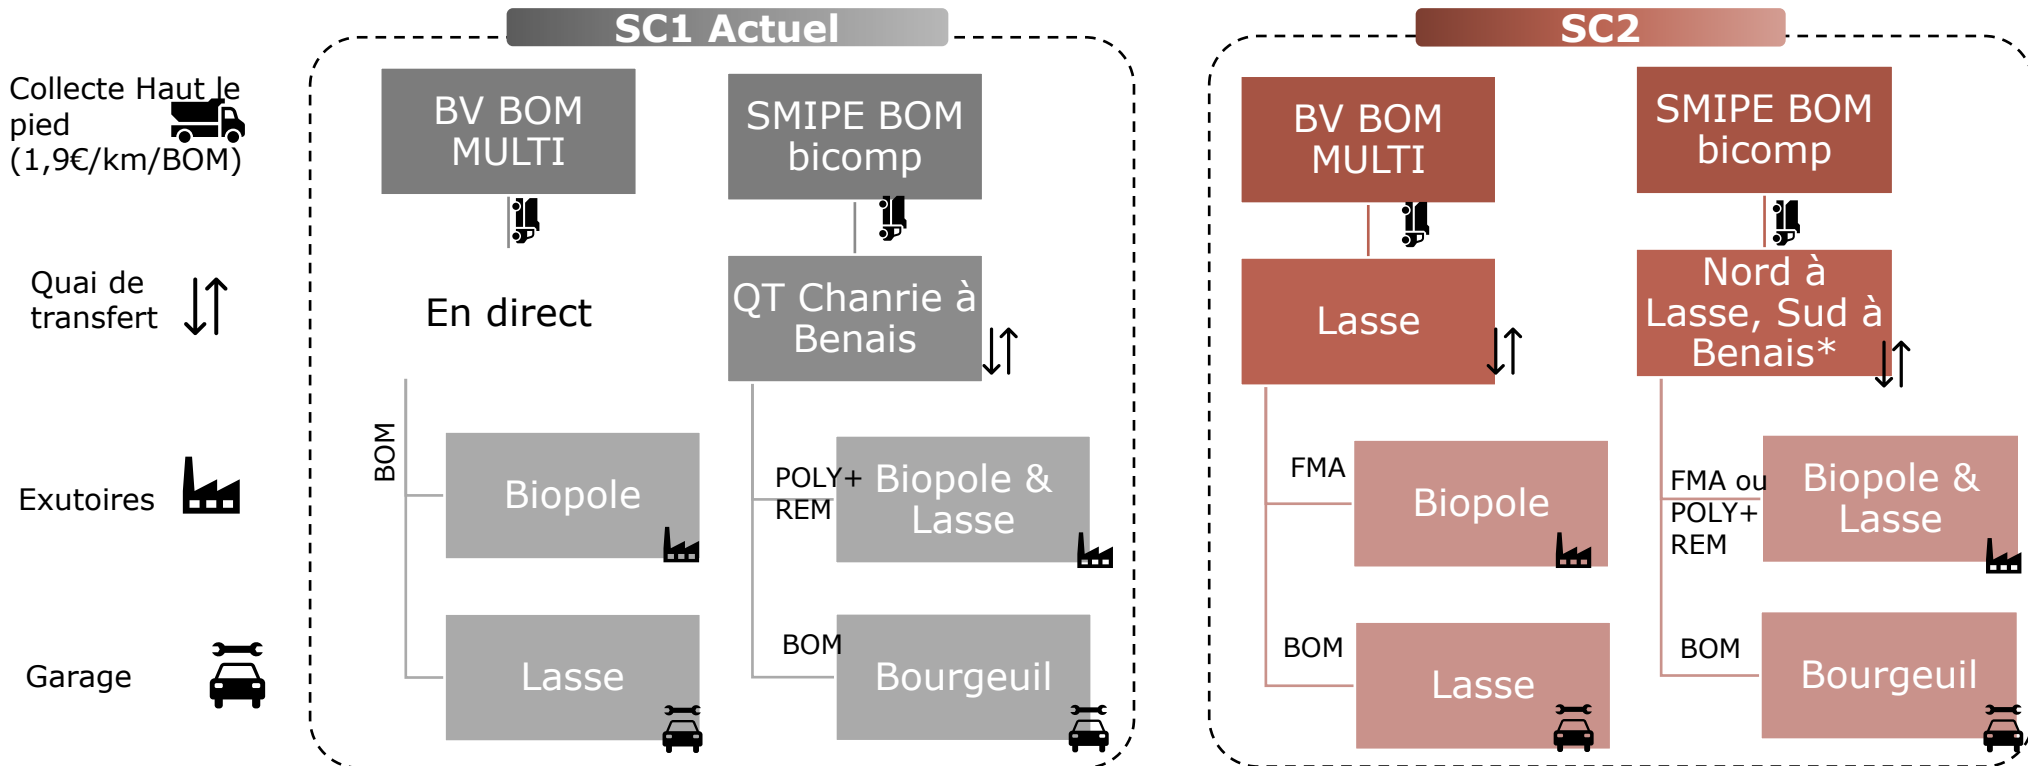 SC1 Actuel
SC2
Collecte Haut le
pied
(1,9€/km/BOM)
BV BOM
MULTI
SMIPE BOM
bicomp
BV BOM
MULTI
SMIPE BOM
bicomp
Quai de
transfert
En direct
QT Chanrie à
Benais
Lasse
Nord à
Lasse, Sud à
Benais*
Exutoires
BOM
Biopole
POLY+
REM
Biopole &
Lasse
FMA
Biopole
FMA ou
POLY+
REM
Biopole &
Lasse
Garage
Lasse
BOM
Bourgeuil
BOM
Lasse
BOM
Bourgeuil